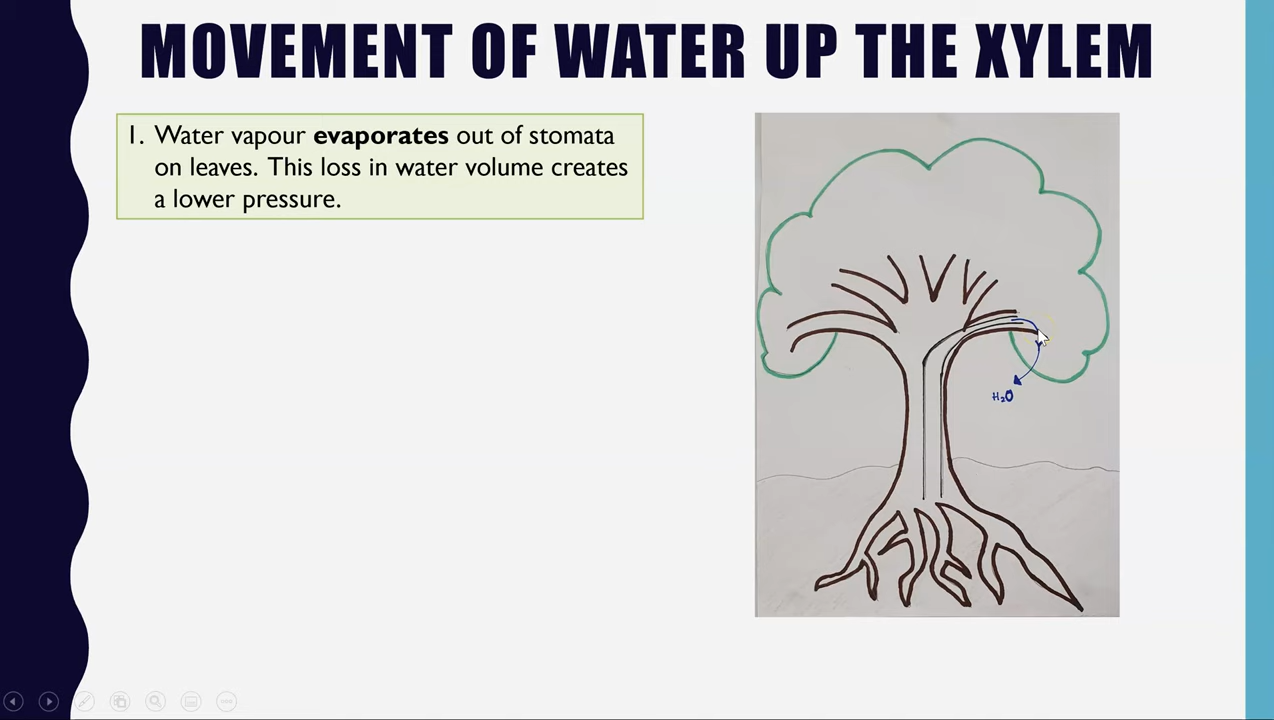 MOVEMENT OF WATER UP THE XYLEM
1. Water vapour evaporates out of stomata
on leaves. This loss in water volume creates
a lower pressure.
H₂O